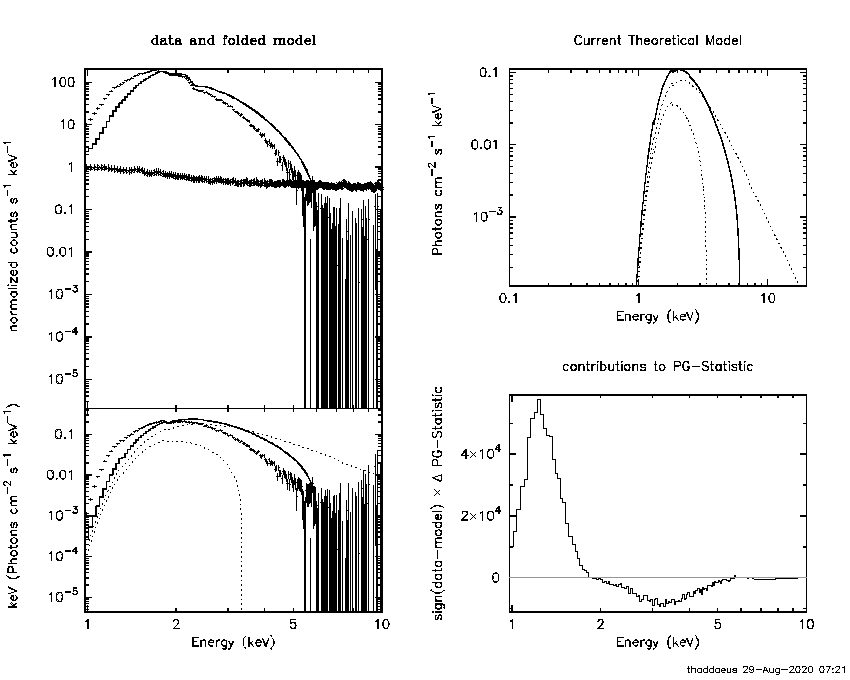 data and folded model
normalized counts s⁻¹ keV⁻¹
100
10
1
0.1
0.01
10⁻³
10⁻⁴
10⁻⁵
keV (Photons cm⁻² s⁻¹ keV⁻¹)
0.1
0.01
10⁻³
10⁻⁴
10⁻⁵
1 2 5 10
Energy (keV)
Current Theoretical Model
Photons cm⁻² s⁻¹ keV⁻¹
0.1
0.01
10⁻³
0.1 1 10
Energy (keV)
contributions to PG−Statistic
sign(data−model) × Δ PG−Statistic
4×10⁴
2×10⁴
0
1 2 5 10
Energy (keV)
thaddaeus 29−Aug−2020 07:21